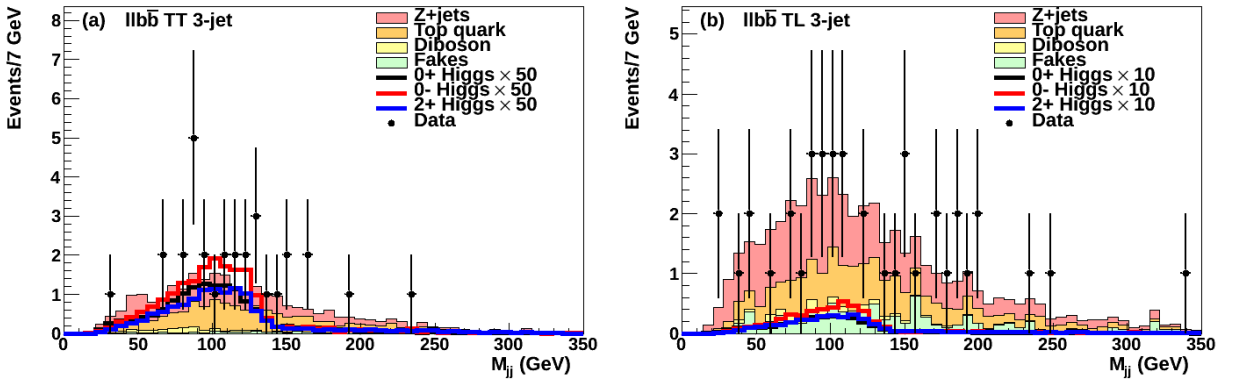 (a) llbb̄ TT 3-jet
Z+jets
Top quark
Diboson
Fakes
0+ Higgs × 50
0- Higgs × 50
2+ Higgs × 50
Data
Events/7 GeV
8
7
6
5
4
3
2
1
0
0 50 100 150 200 250 300 350
M_jj (GeV)
(b) llbb̄ TL 3-jet
Z+jets
Top quark
Diboson
Fakes
0+ Higgs × 10
0- Higgs × 10
2+ Higgs × 10
Data
Events/7 GeV
5
4
3
2
1
0
0 50 100 150 200 250 300 350
M_jj (GeV)